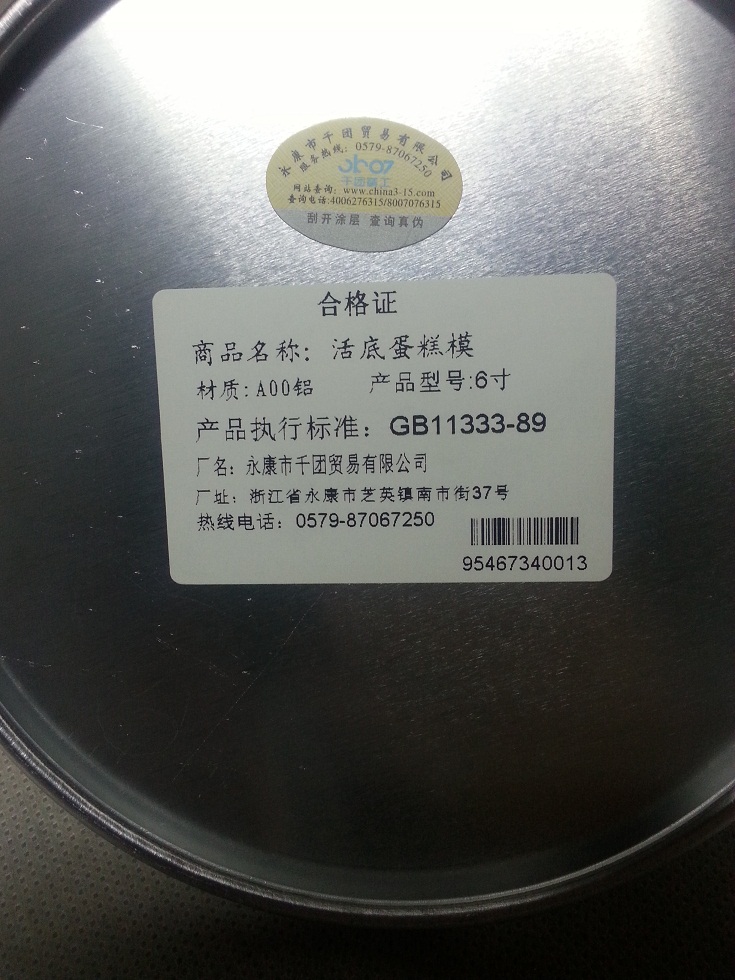 永康市千团贸易有限公司
服务热线：0579-87067250
千团精工
网站查询：www.china3-15.com
查询电话:4006276315/8007076315
刮开涂层 查询真伪
合格证
商品名称：活底蛋糕模
材质:A00铝 产品型号:6寸
产品执行标准：GB11333-89
厂名：永康市千团贸易有限公司
厂址：浙江省永康市芝英镇南市街37号
热线电话：0579-87067250
95467340013